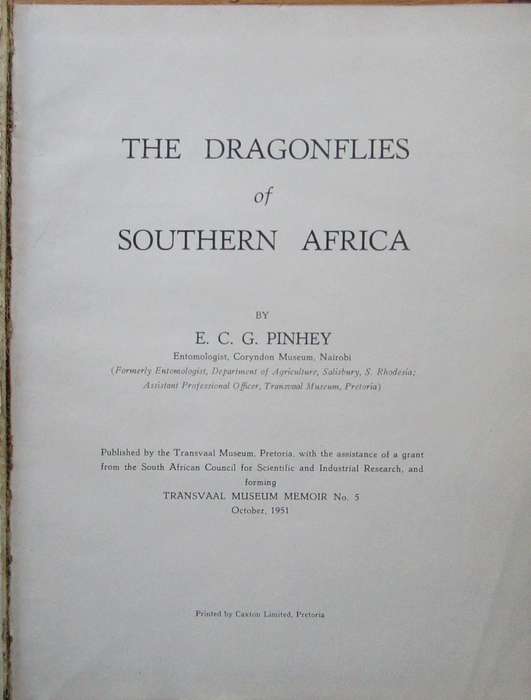 THE DRAGONFLIES
of
SOUTHERN AFRICA
BY
E. C. G. PINHEY
Entomologist, Coryndon Museum, Nairobi
(Formerly Entomologist, Department of Agriculture, Salisbury, S. Rhodesia;
Assistant Professional Officer, Transvaal Museum, Pretoria)
Published by the Transvaal Museum, Pretoria, with the assistance of a grant
from the South African Council for Scientific and Industrial Research, and
forming
TRANSVAAL MUSEUM MEMOIR No. 5
October, 1951
Printed by Caxton Limited, Pretoria